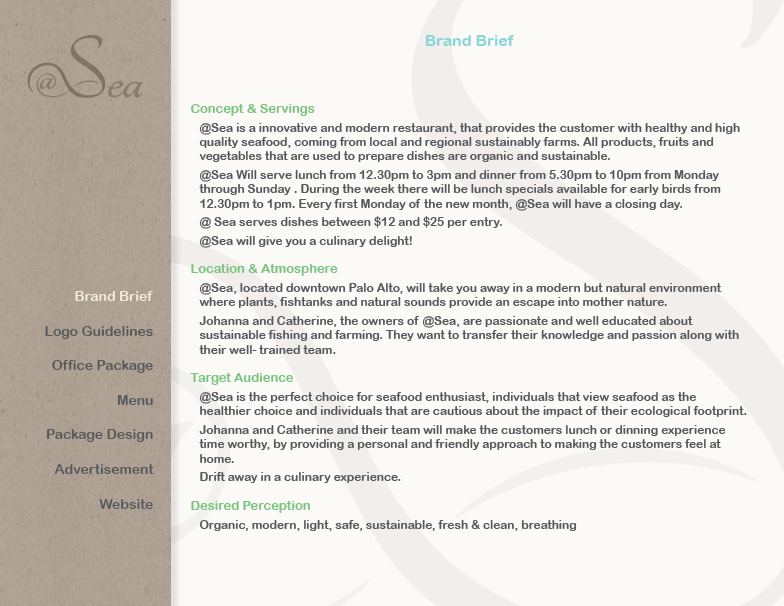 @Sea
Brand Brief
Logo Guidelines
Office Package
Menu
Package Design
Advertisement
Website
Brand Brief
Concept & Servings
@Sea is a innovative and modern restaurant, that provides the customer with healthy and high
quality seafood, coming from local and regional sustainably farms. All products, fruits and
vegetables that are used to prepare dishes are organic and sustainable.
@Sea Will serve lunch from 12.30pm to 3pm and dinner from 5.30pm to 10pm from Monday
through Sunday . During the week there will be lunch specials available for early birds from
12.30pm to 1pm. Every first Monday of the new month, @Sea will have a closing day.
@ Sea serves dishes between $12 and $25 per entry.
@Sea will give you a culinary delight!
Location & Atmosphere
@Sea, located downtown Palo Alto, will take you away in a modern but natural environment
where plants, fishtanks and natural sounds provide an escape into mother nature.
Johanna and Catherine, the owners of @Sea, are passionate and well educated about
sustainable fishing and farming. They want to transfer their knowledge and passion along with
their well- trained team.
Target Audience
@Sea is the perfect choice for seafood enthusiast, individuals that view seafood as the
healthier choice and individuals that are cautious about the impact of their ecological footprint.
Johanna and Catherine and their team will make the customers lunch or dinning experience
time worthy, by providing a personal and friendly approach to making the customers feel at
home.
Drift away in a culinary experience.
Desired Perception
Organic, modern, light, safe, sustainable, fresh & clean, breathing